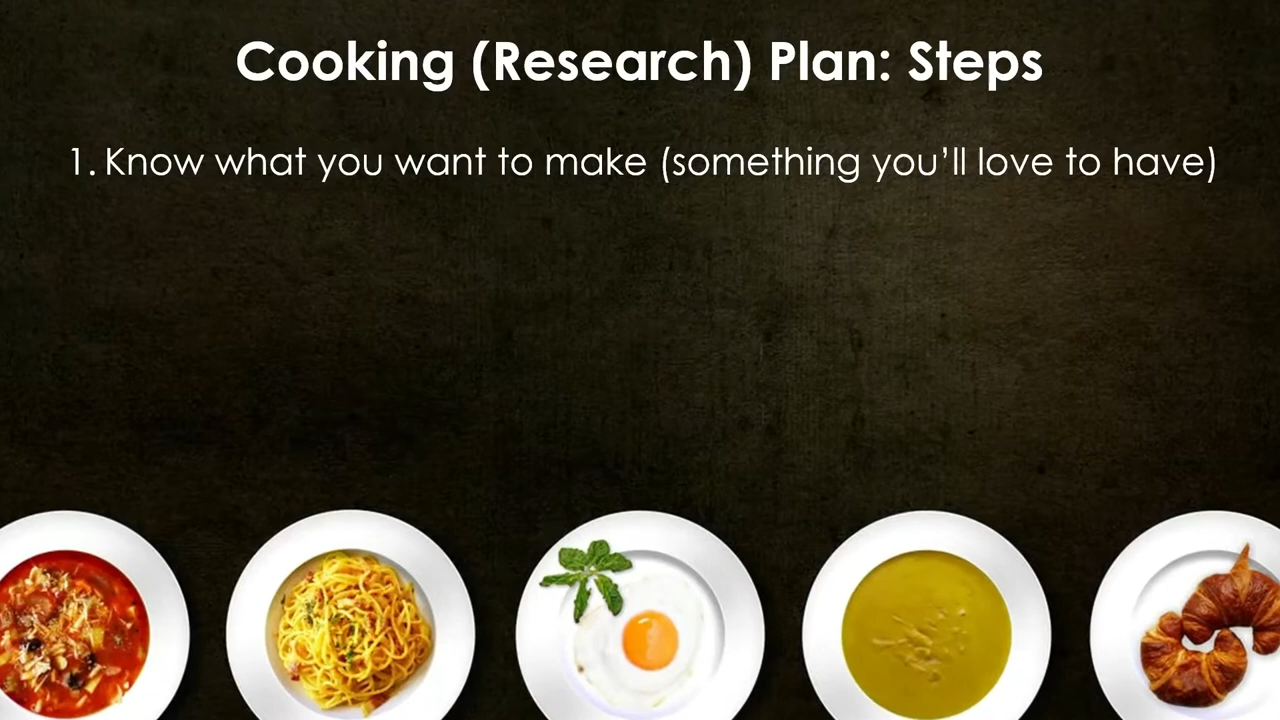 Cooking (Research) Plan: Steps
1. Know what you want to make (something you’ll love to have)